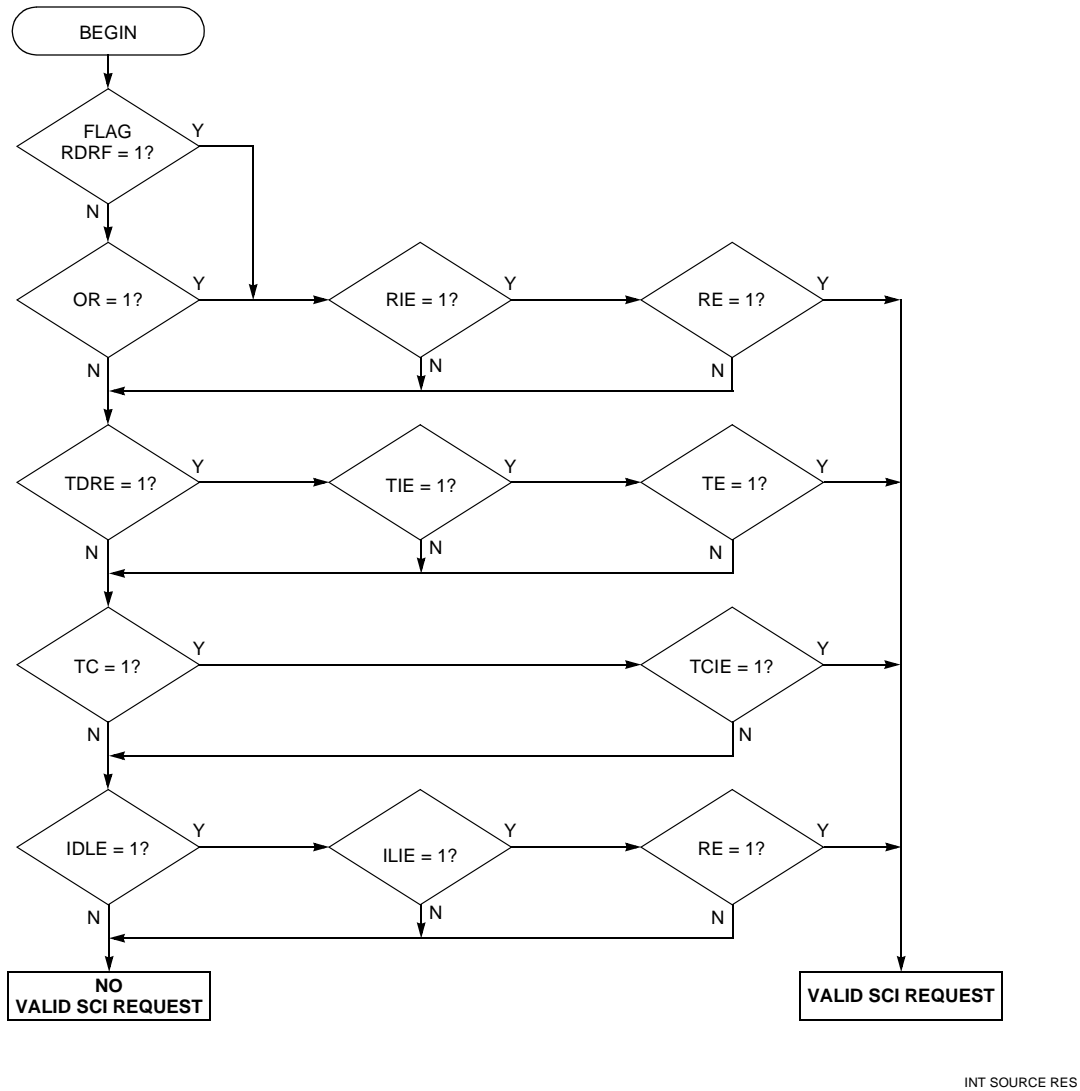 BEGIN
FLAG
RDRF = 1?
Y
N
OR = 1?
Y
RIE = 1?
Y
RE = 1?
Y
N
N
N
TDRE = 1?
Y
TIE = 1?
Y
TE = 1?
Y
N
N
N
TC = 1?
Y
TCIE = 1?
Y
N
N
IDLE = 1?
Y
ILIE = 1?
Y
RE = 1?
Y
N
N
N
NO
VALID SCI REQUEST
VALID SCI REQUEST
INT SOURCE RES